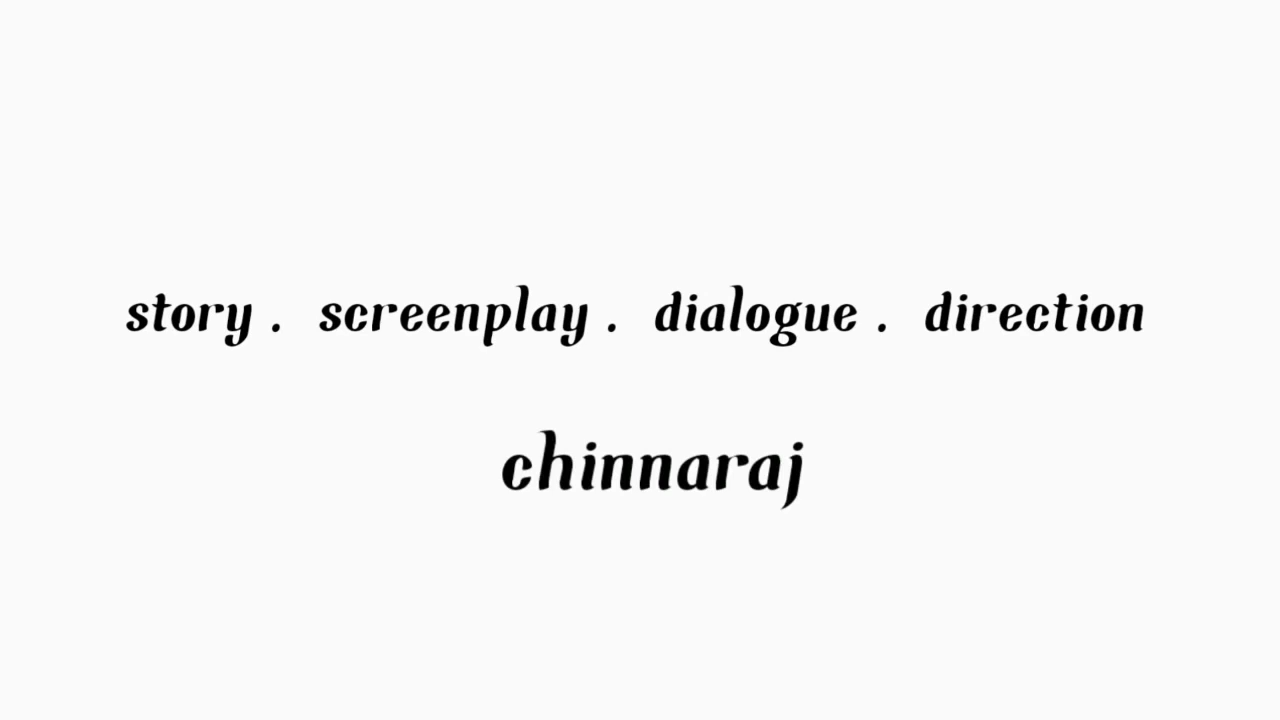 story . screenplay . dialogue . direction
chinnaraj